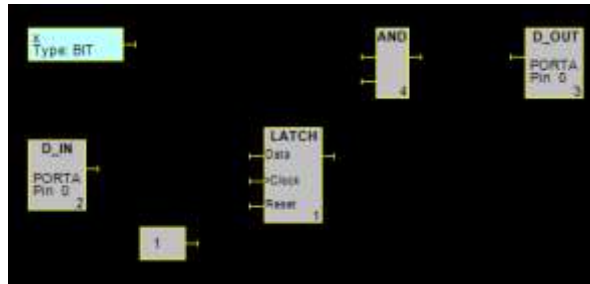 x
Type: BIT
AND
4
D_OUT
PORTA
Pin 0
3
D_IN
PORTA
Pin 0
2
LATCH
Data
>Clock
Reset
1
1